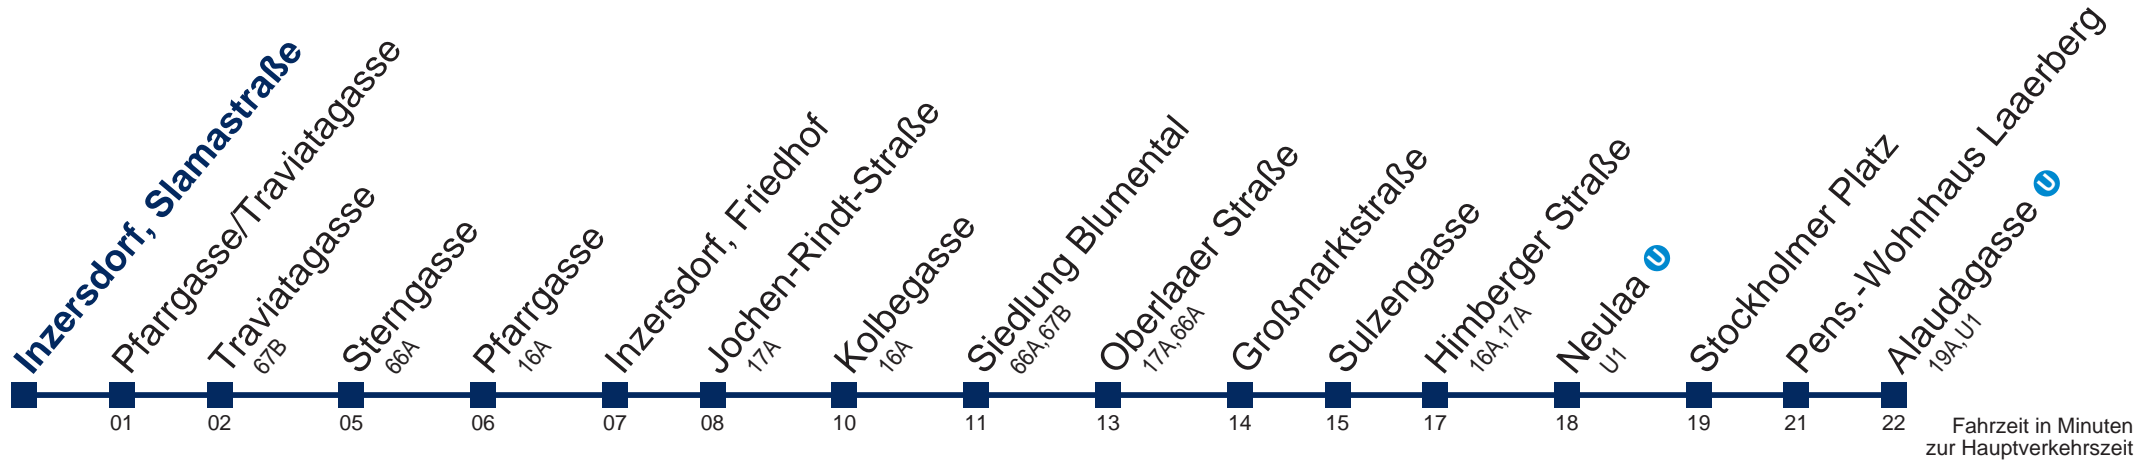 Inzersdorf, Slamastraße
Pfarrgasse/Traviatagasse
01
Traviatagasse
67B
02
Sterngasse
66A
05
Pfarrgasse
16A
06
Inzersdorf, Friedhof
07
Jochen-Rindt-Straße
17A
08
Kolbegasse
16A
10
Siedlung Blumental
66A, 67B
11
Oberlaaer Straße
17A, 66A
13
Großmarktstraße
14
Sulzengasse
15
Himberger Straße
16A, 17A
17
Neulaa U
U1
18
Stockholmer Platz
19
Pens.-Wohnhaus Laaerberg
21
Alaudagasse U
19A, U1
22
Fahrzeit in Minuten
zur Hauptverkehrszeit